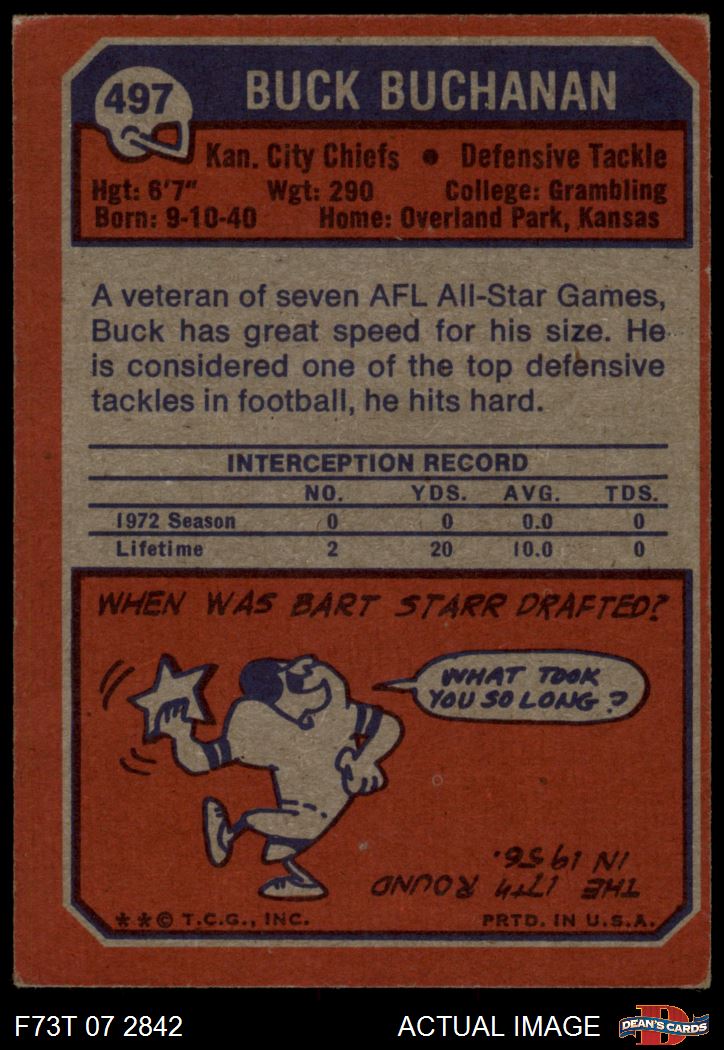 497
BUCK BUCHANAN
Kan. City Chiefs ● Defensive Tackle
Hgt: 6'7" Wgt: 290 College: Grambling
Born: 9-10-40 Home: Overland Park, Kansas
A veteran of seven AFL All-Star Games,
Buck has great speed for his size. He
is considered one of the top defensive
tackles in football, he hits hard.
INTERCEPTION RECORD
NO. YDS. AVG. TDS.
1972 Season 0 0 0.0 0
Lifetime 2 20 10.0 0
WHEN WAS BART STARR DRAFTED?
WHAT TOOK
YOU SO LONG?
THE 17TH ROUND
IN 1956.
**© T.C.G., INC. PRTD. IN U.S.A.
F73T 07 2842 ACTUAL IMAGE
D
DEAN'S CARDS